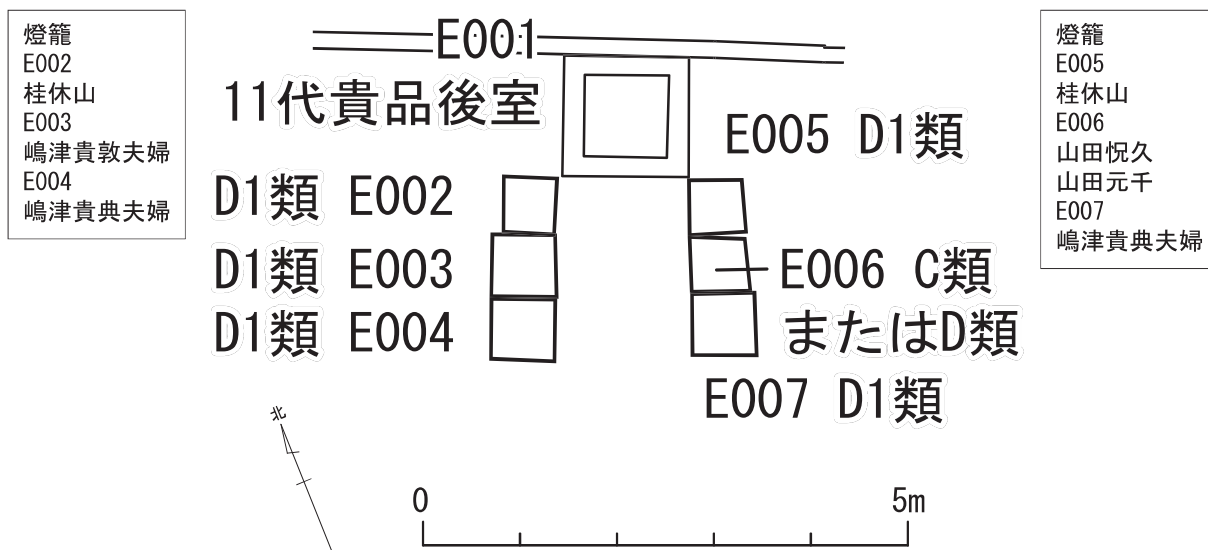 燈籠
E002
桂休山
E003
嶋津貴敦夫婦
E004
嶋津貴典夫婦
E001
11代貴品後室
D1類 E002
D1類 E003
D1類 E004
E005 D1類
E006 C類
またはD類
E007 D1類
燈籠
E005
桂休山
E006
山田悦久
山田元千
E007
嶋津貴典夫婦
北
0
5m